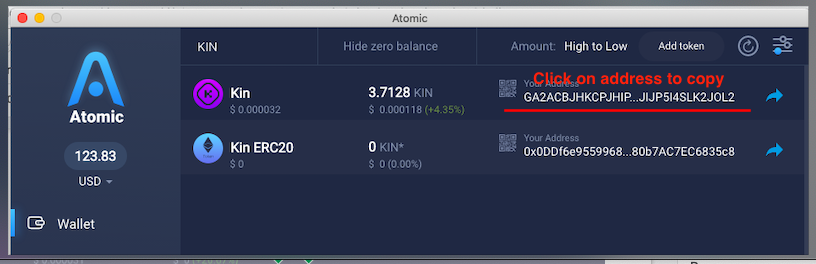 Atomic
KIN
Hide zero balance
Amount: High to Low
Add token
Click on address to copy
Kin
$ 0.000032
3.7128 KIN
$ 0.000118 (+4.35%)
Your Address
GA2ACBJHKCPJHIP...JIJP5I4SLK2JOL2
Kin ERC20
$ 0
0 KIN*
$ 0 (0.00%)
Your Address
0x0DDf6e9559968...80b7AC7EC6835c8
Atomic
123.83
USD
Wallet